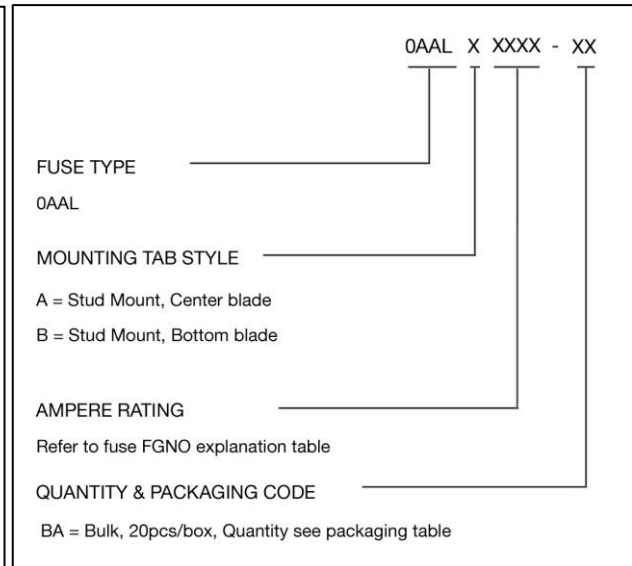 0AAL X XXXX - XX
FUSE TYPE
0AAL
MOUNTING TAB STYLE
A = Stud Mount, Center blade
B = Stud Mount, Bottom blade
AMPERE RATING
Refer to fuse FGNO explanation table
QUANTITY & PACKAGING CODE
BA = Bulk, 20pcs/box, Quantity see packaging table